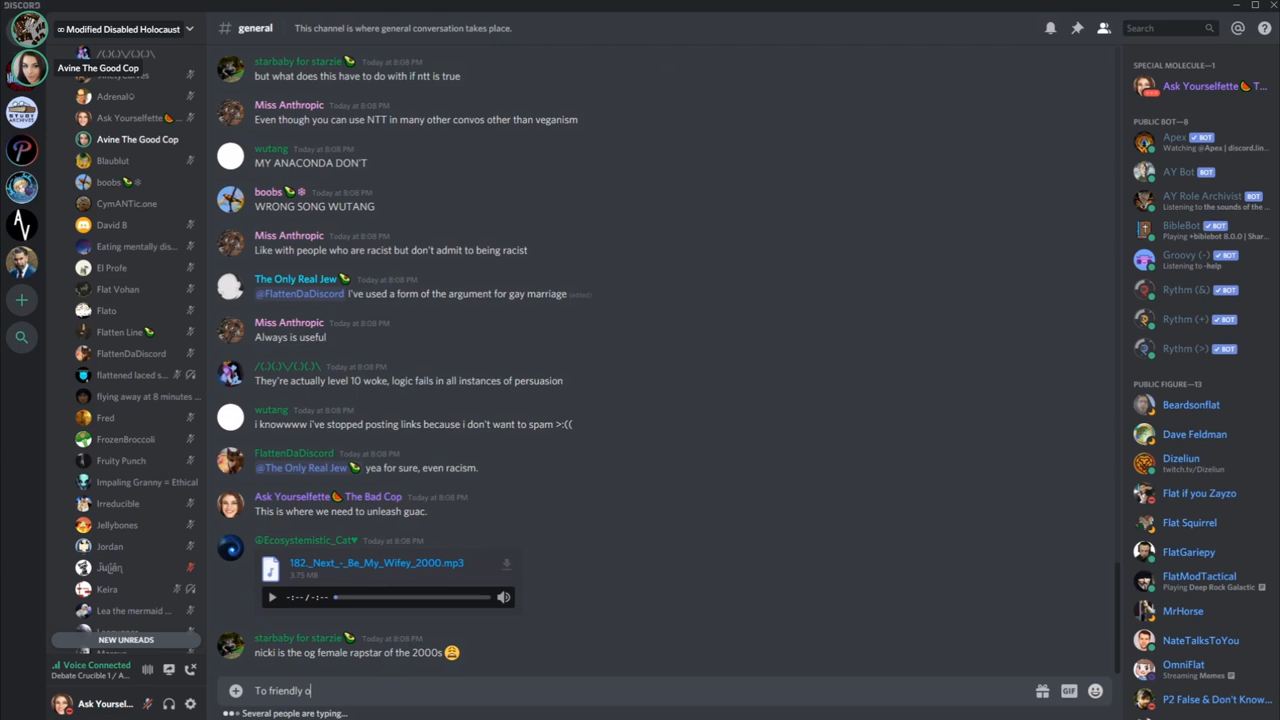 DISCORD
∞ Modified Disabled Holocaust
/(.)(.)\/(.)(.)\
Avine The Good Cop
Adrenal
Ask Yourselfette
Avine The Good Cop
Blaublut
boobs
CymANTic.one
David B
Eating mentally dis...
El Profe
Flat Vohan
Flato
Flatten Line
FlattenDaDiscord
flattened laced s...
flying away at 8 minutes ...
Fred
FrozenBroccoli
Fruity Punch
Impaling Granny = Ethical
Irreducible
Jellybones
Jordan
Keira
Lea the mermaid ...
NEW UNREADS
Voice Connected
Debate Crucible 1 / A...
Ask Yoursel...
# general
This channel is where general conversation takes place.
Search
starbaby for starzie Today at 8:08 PM
but what does this have to do with if ntt is true
Miss Anthropic Today at 8:08 PM
Even though you can use NTT in many other convos other than veganism
wutang Today at 8:08 PM
MY ANACONDA DON'T
boobs Today at 8:08 PM
WRONG SONG WUTANG
Miss Anthropic Today at 8:08 PM
Like with people who are racist but don't admit to being racist
The Only Real Jew Today at 8:08 PM
@FlattenDaDiscord I've used a form of the argument for gay marriage (edited)
Miss Anthropic Today at 8:08 PM
Always is useful
/(.)(.)\/(.)(.)\ Today at 8:08 PM
They're actually level 10 woke, logic fails in all instances of persuasion
wutang Today at 8:08 PM
i knowwww i've stopped posting links because i don't want to spam >:((
FlattenDaDiscord Today at 8:08 PM
@The Only Real Jew yea for sure, even racism.
Ask Yourselfette The Bad Cop Today at 8:08 PM
This is where we need to unleash guac.
Ecosystemistic_Cat♥ Today at 8:08 PM
182._Next_-_Be_My_Wifey_2000.mp3
3.75 MB
-:--/-:--
starbaby for starzie Today at 8:08 PM
nicki is the og female rapstar of the 2000s
To friendly o
GIF
Several people are typing...
SPECIAL MOLECULE—1
Ask Yourselfette T...
PUBLIC BOT—8
Apex BOT
Watching @Apex | discord.lin...
AY Bot BOT
AY Role Archivist BOT
Listening to the sounds of the...
BibleBot BOT
Playing +biblebot 8.0.0 | Shar...
Groovy (-) BOT
Listening to -help
Rythm (&) BOT
Rythm (+) BOT
Rythm (>) BOT
PUBLIC FIGURE—13
Beardsonflat
Dave Feldman
Dizeliun
twitch.tv/Dizeliun
Flat if you Zayzo
Flat Squirrel
FlatGariepy
FlatModTactical
Playing Deep Rock Galactic
MrHorse
NateTalksToYou
OmniFlat
Streaming Memes
P2 False & Don't Know...